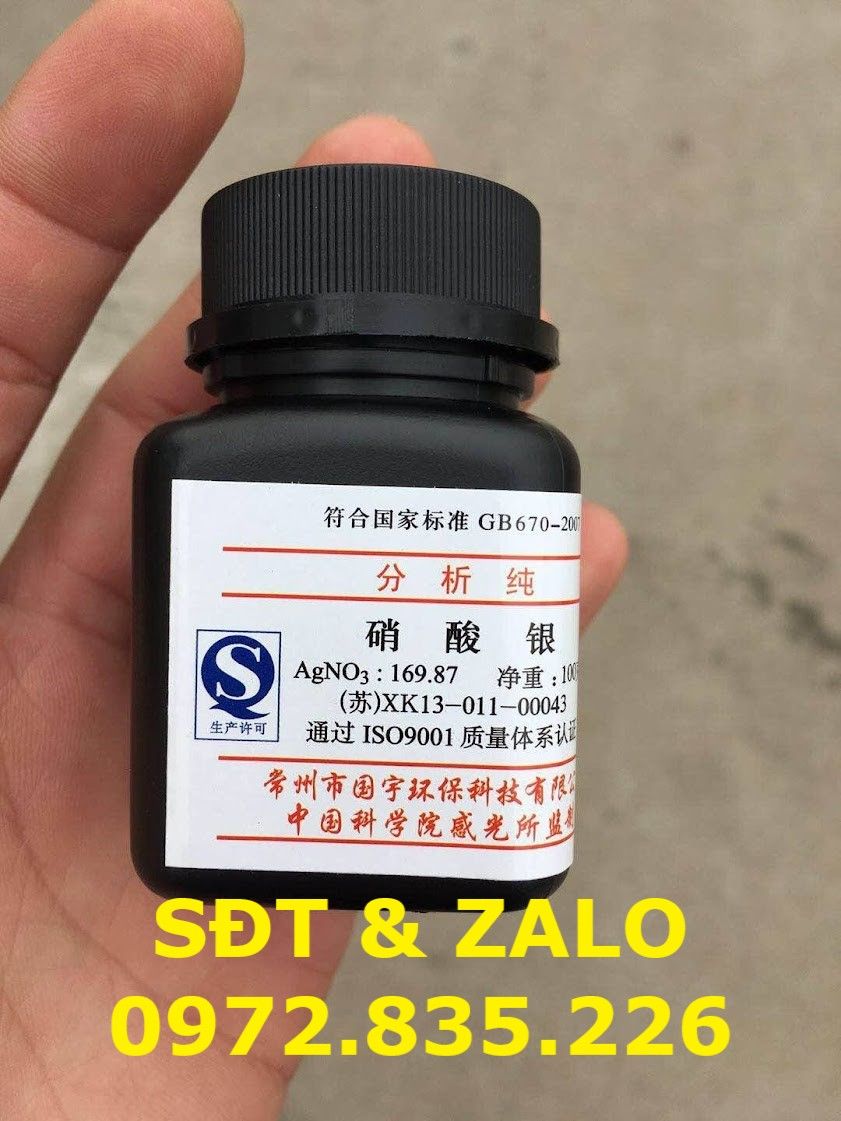 符合国家标准 GB670-2007
分析纯
硝酸银
AgNO₃：169.87 净重：100
(苏)XK13-011-00043
生产许可
通过 ISO9001 质量体系认证
常州市国宇环保科技有限公
中国科学院感光所监制
SĐT & ZALO
0972.835.226